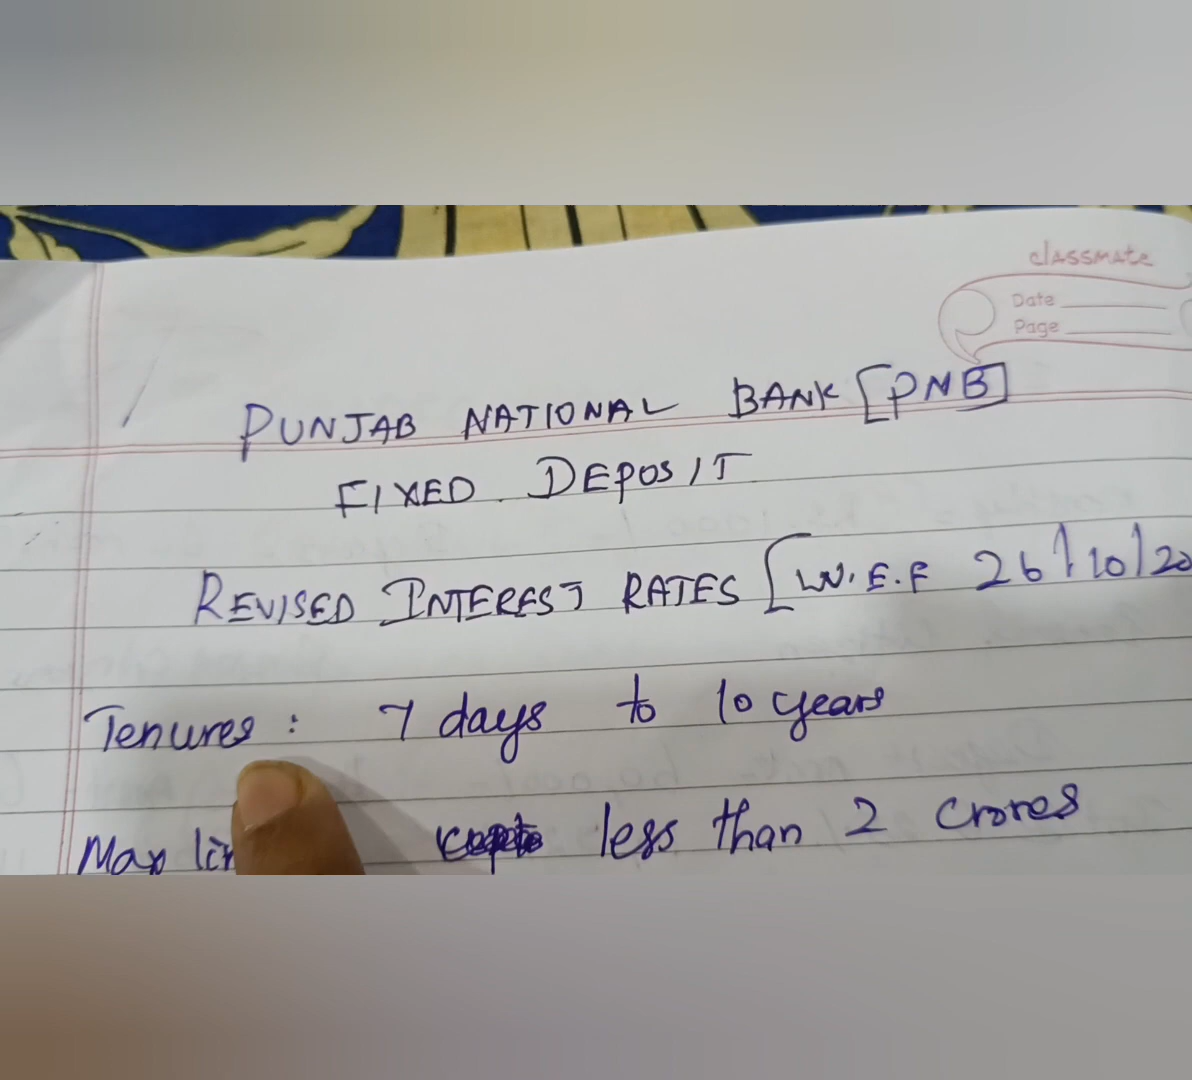 classmate
Date
Page
PUNJAB NATIONAL BANK [PNB]
FIXED DEPOSIT
REVISED INTEREST RATES [W.E.F 26/10/20
Tenures : 7 days to 10 years
Max less than 2 crores